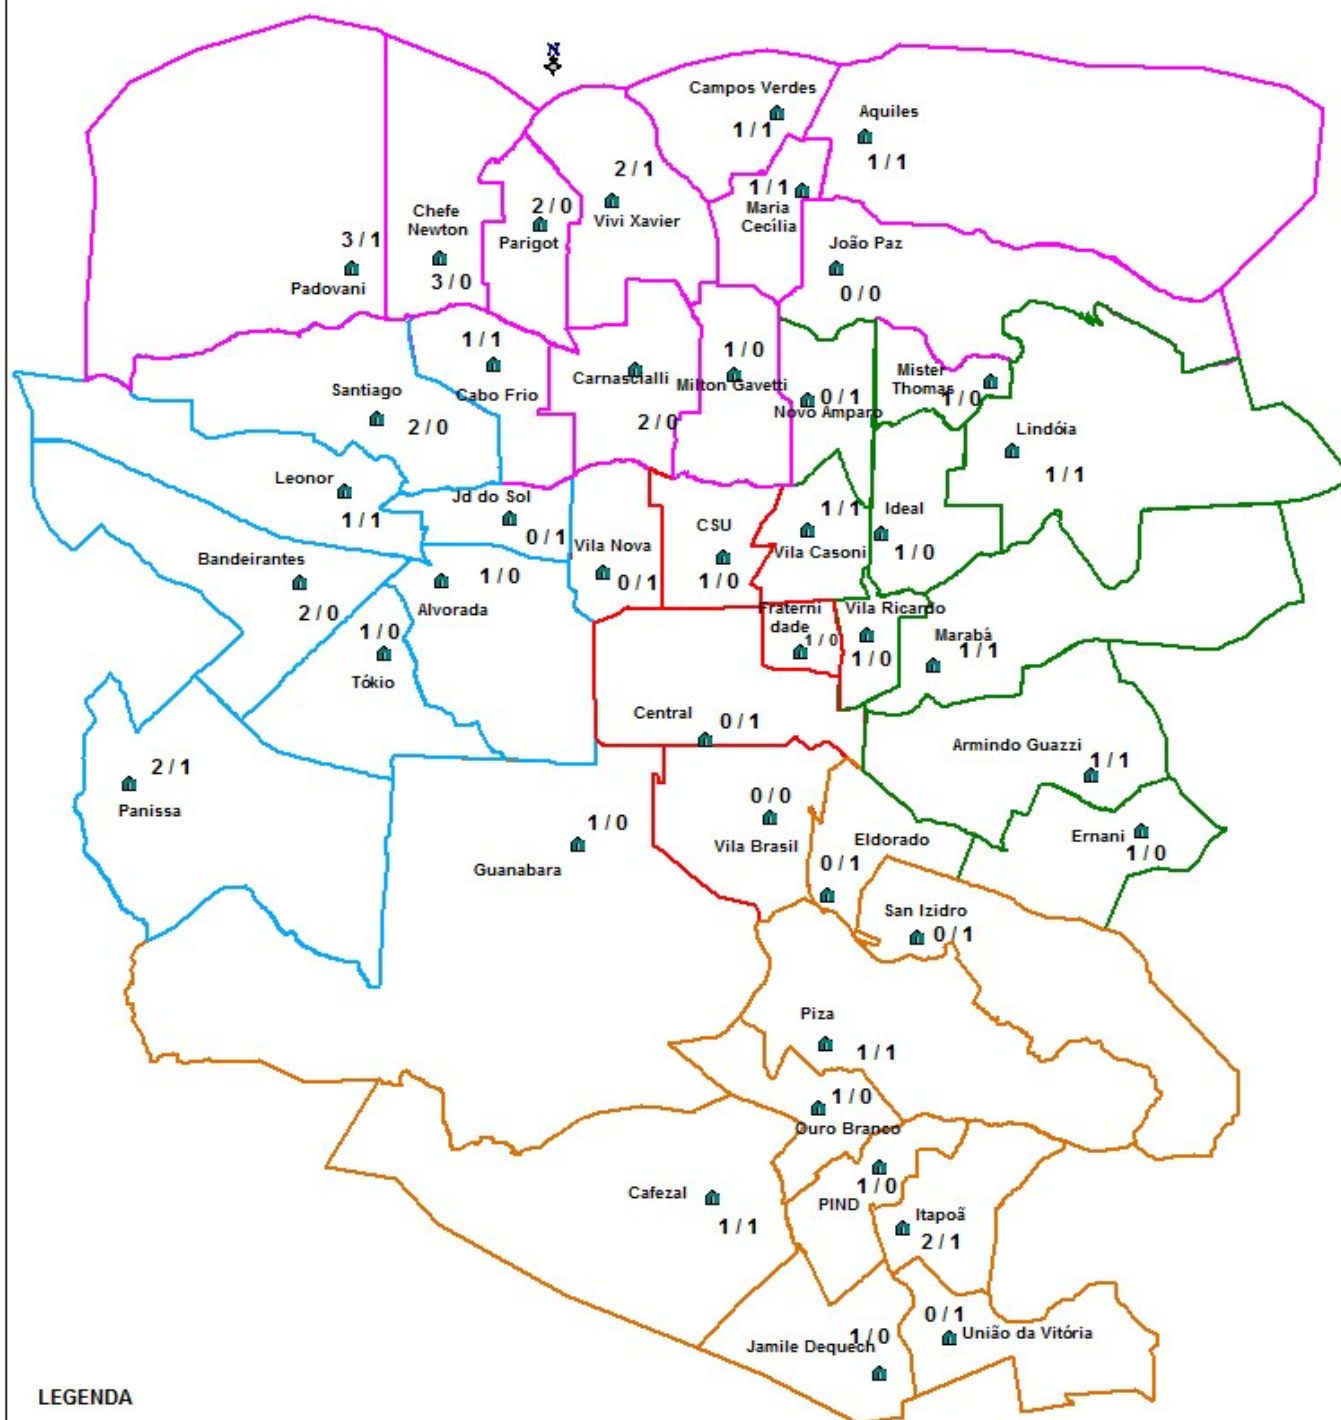 N
Campos Verdes
1 / 1
Aquiles
1 / 1
2 / 1
Vivi Xavier
1 / 1
Maria
Cecília
Chefe
Newton
3 / 0
2 / 0
Parigot
3 / 1
Padovani
João Paz
0 / 0
1 / 1
Cabo Frio
Carnascialli
2 / 0
1 / 0
Milton Gavetti
0 / 1
Novo Amparo
Mister
Thomas
1 / 0
Santiago
2 / 0
Lindóia
1 / 1
Leonor
1 / 1
Jd do Sol
0 / 1
Vila Nova
0 / 1
CSU
1 / 0
1 / 1
Vila Casoni
Ideal
1 / 0
Bandeirantes
2 / 0
1 / 0
Alvorada
1 / 0
Tókio
Fraterni
dade
1 / 0
Vila Ricardo
1 / 0
Marabá
1 / 1
Central
0 / 1
Armindo Guazzi
1 / 1
2 / 1
Panissa
1 / 0
Guanabara
0 / 0
Vila Brasil
Eldorado
0 / 1
Ernani
1 / 0
San Izidro
0 / 1
Piza
1 / 1
1 / 0
Ouro Branco
1 / 0
PIND
Cafezal
1 / 1
Itapoã
2 / 1
0 / 1
União da Vitória
1 / 0
Jamile Dequech
LEGENDA